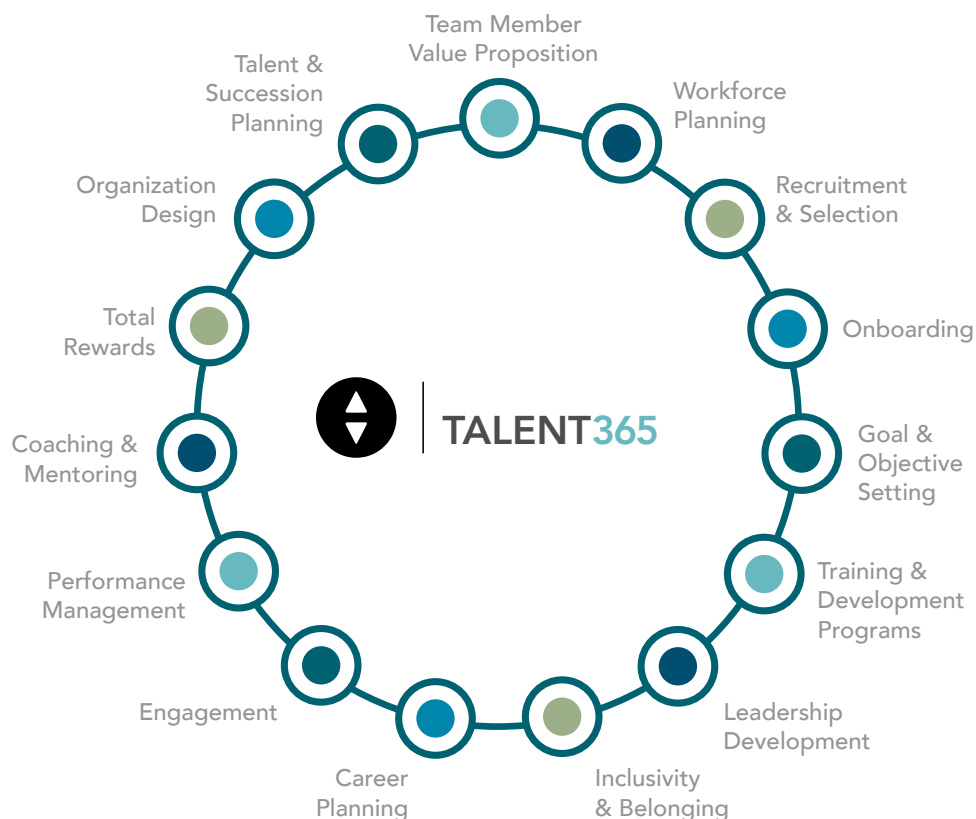 Team Member
Value Proposition
Workforce
Planning
Recruitment
& Selection
Onboarding
Goal &
Objective
Setting
Training &
Development
Programs
Leadership
Development
Inclusivity
& Belonging
Career
Planning
Engagement
Performance
Management
Coaching &
Mentoring
Total
Rewards
Organization
Design
Talent &
Succession
Planning
TALENT365